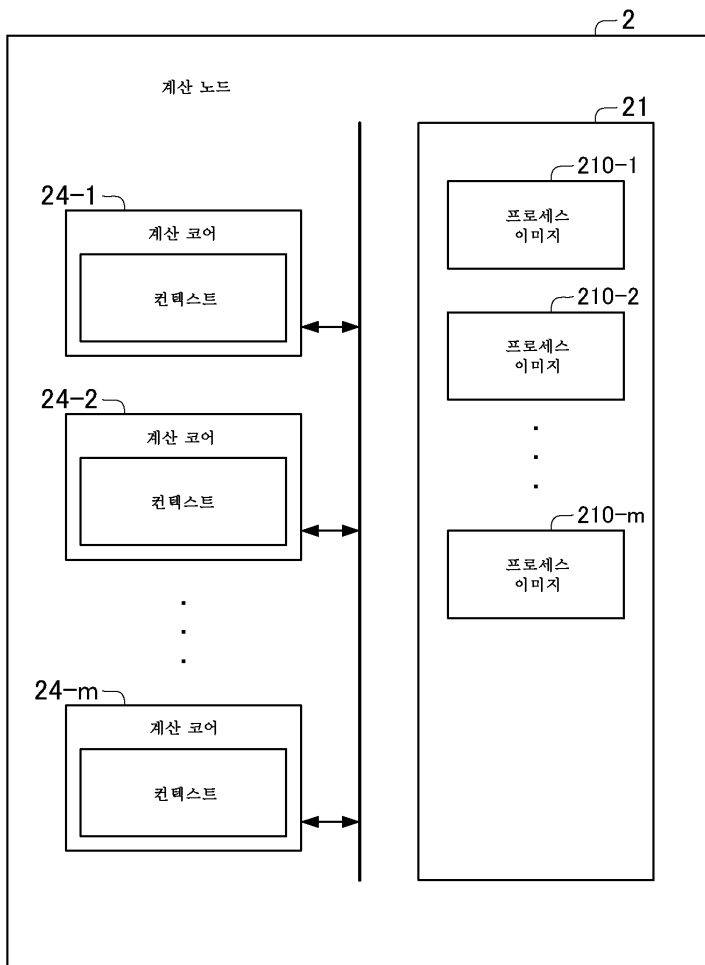 2
계산 노드
21
24-1
계산 코어
컨텍스트
24-2
계산 코어
컨텍스트
24-m
계산 코어
컨텍스트
210-1
프로세스
이미지
210-2
프로세스
이미지
210-m
프로세스
이미지